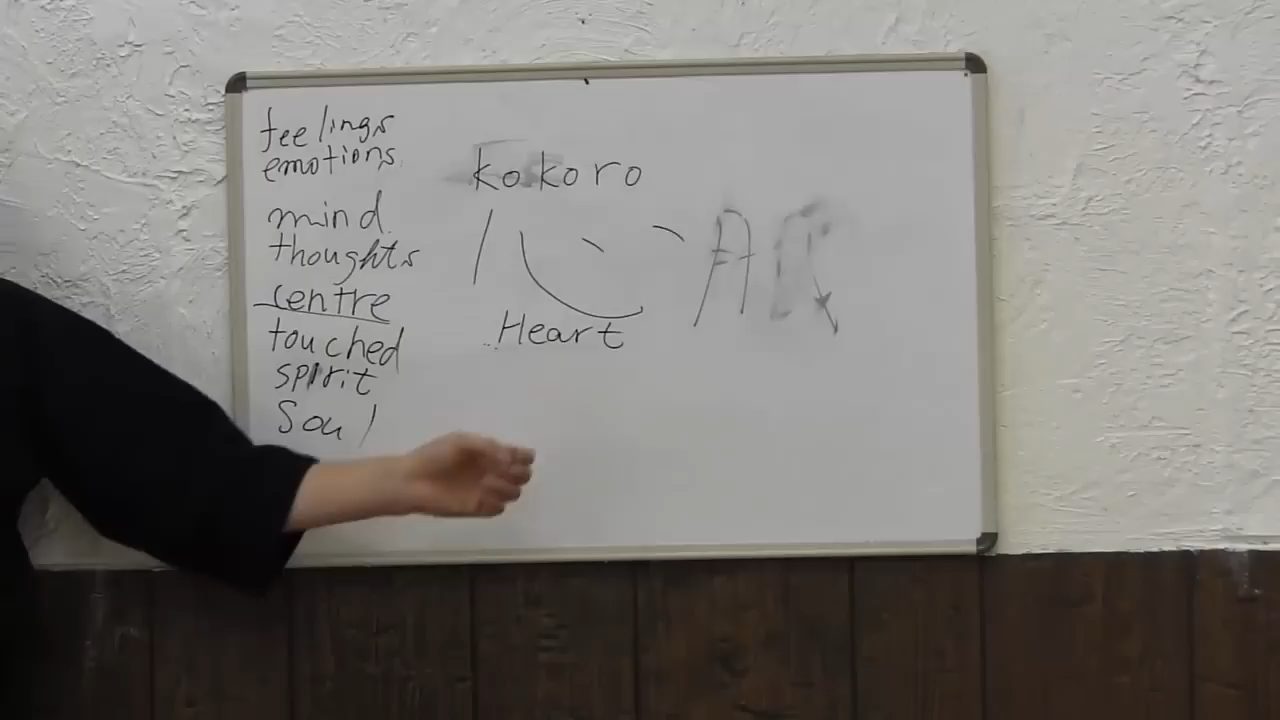 feelings
emotions
mind
thoughts
centre
touched
spirit
Soul
kokoro
心
Heart